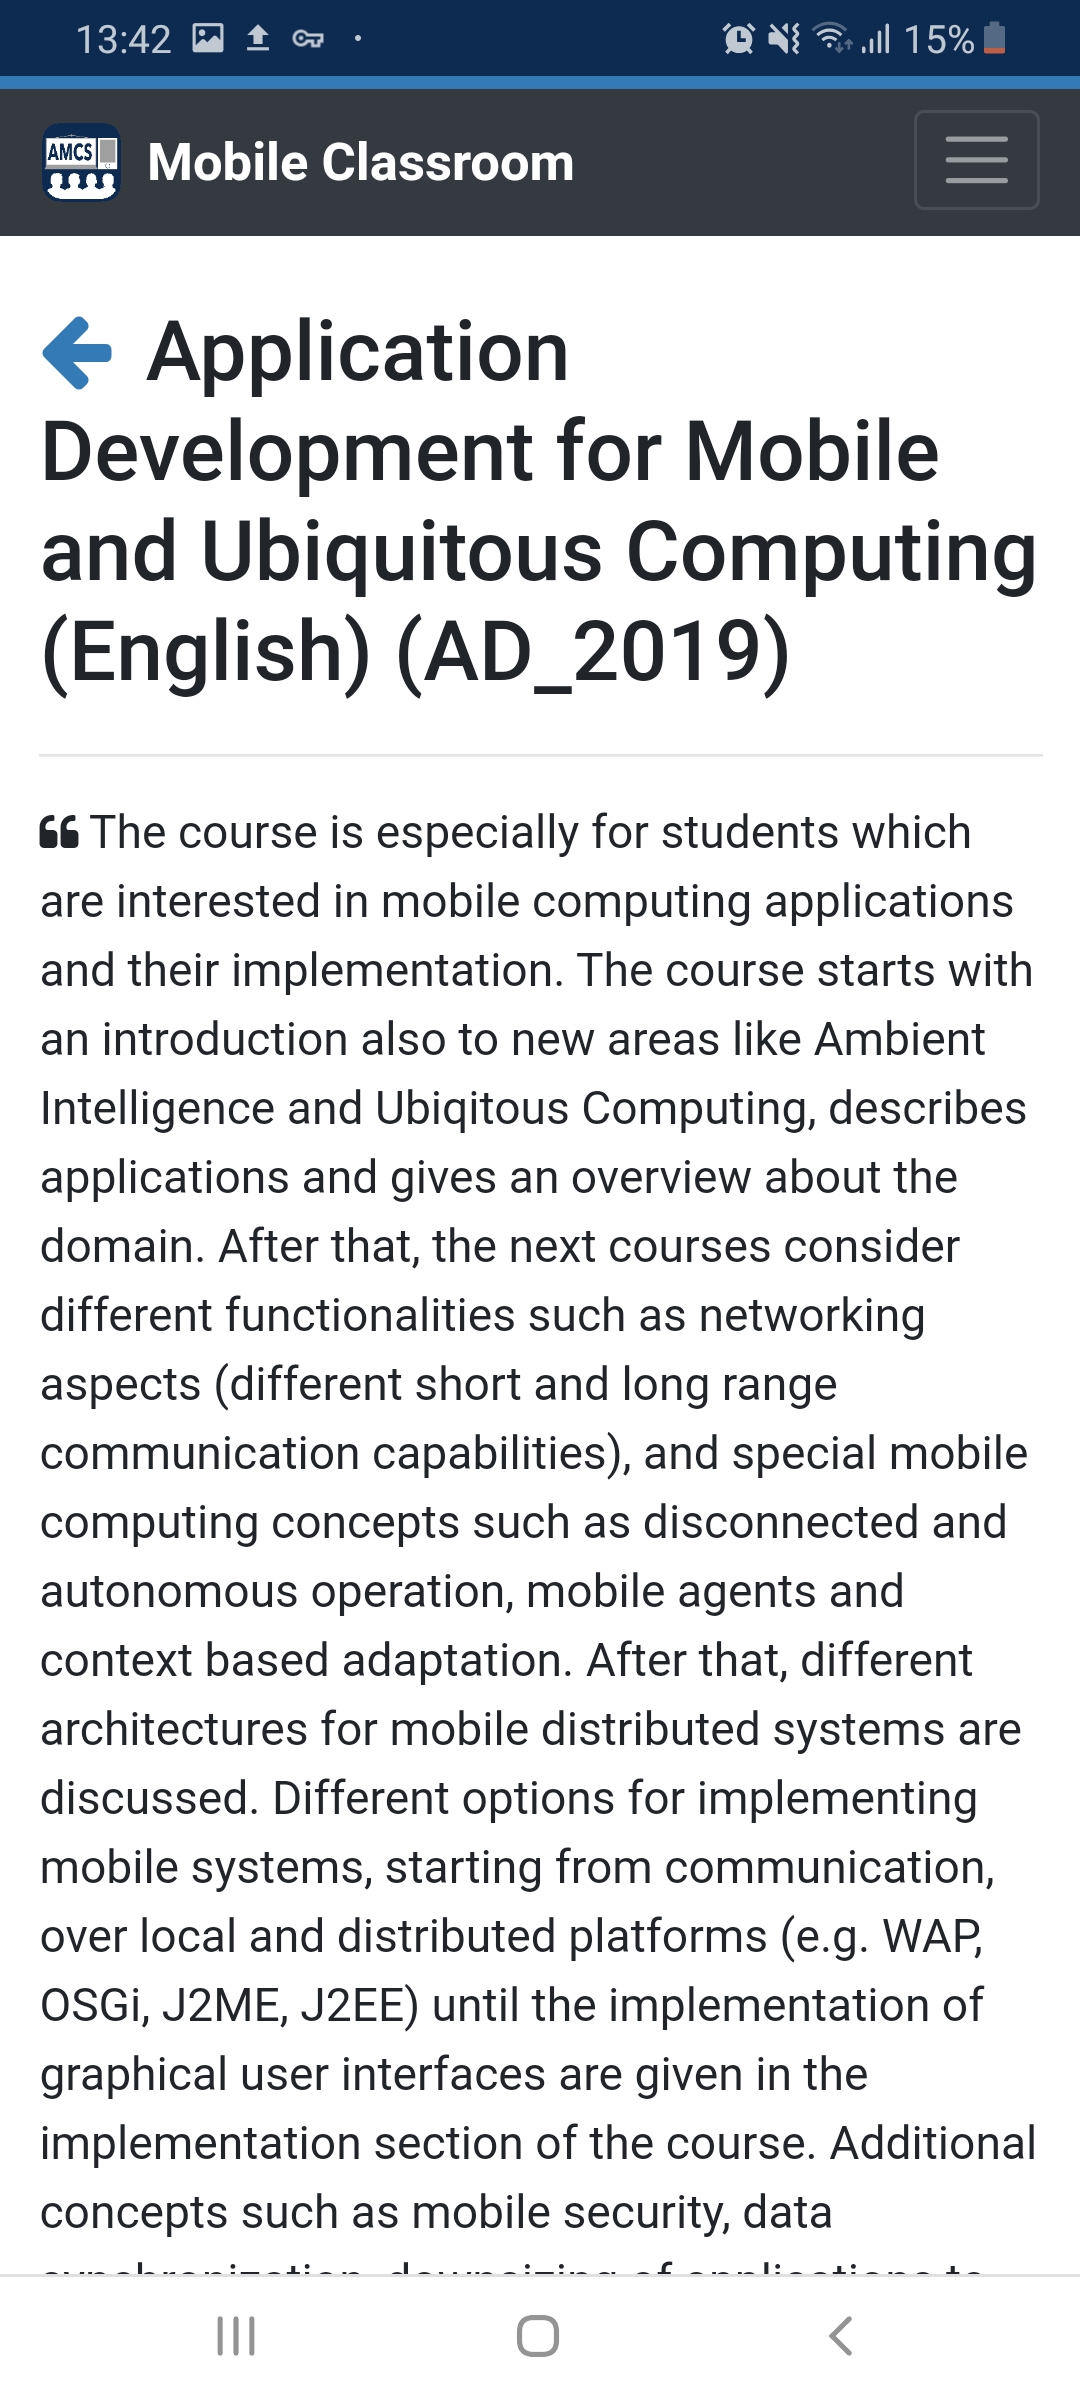 13:42
15%
AMCS
Mobile Classroom
Application
Development for Mobile
and Ubiquitous Computing
(English) (AD_2019)
❝ The course is especially for students which
are interested in mobile computing applications
and their implementation. The course starts with
an introduction also to new areas like Ambient
Intelligence and Ubiqitous Computing, describes
applications and gives an overview about the
domain. After that, the next courses consider
different functionalities such as networking
aspects (different short and long range
communication capabilities), and special mobile
computing concepts such as disconnected and
autonomous operation, mobile agents and
context based adaptation. After that, different
architectures for mobile distributed systems are
discussed. Different options for implementing
mobile systems, starting from communication,
over local and distributed platforms (e.g. WAP,
OSGi, J2ME, J2EE) until the implementation of
graphical user interfaces are given in the
implementation section of the course. Additional
concepts such as mobile security, data
synchronization, downsizing of applications to